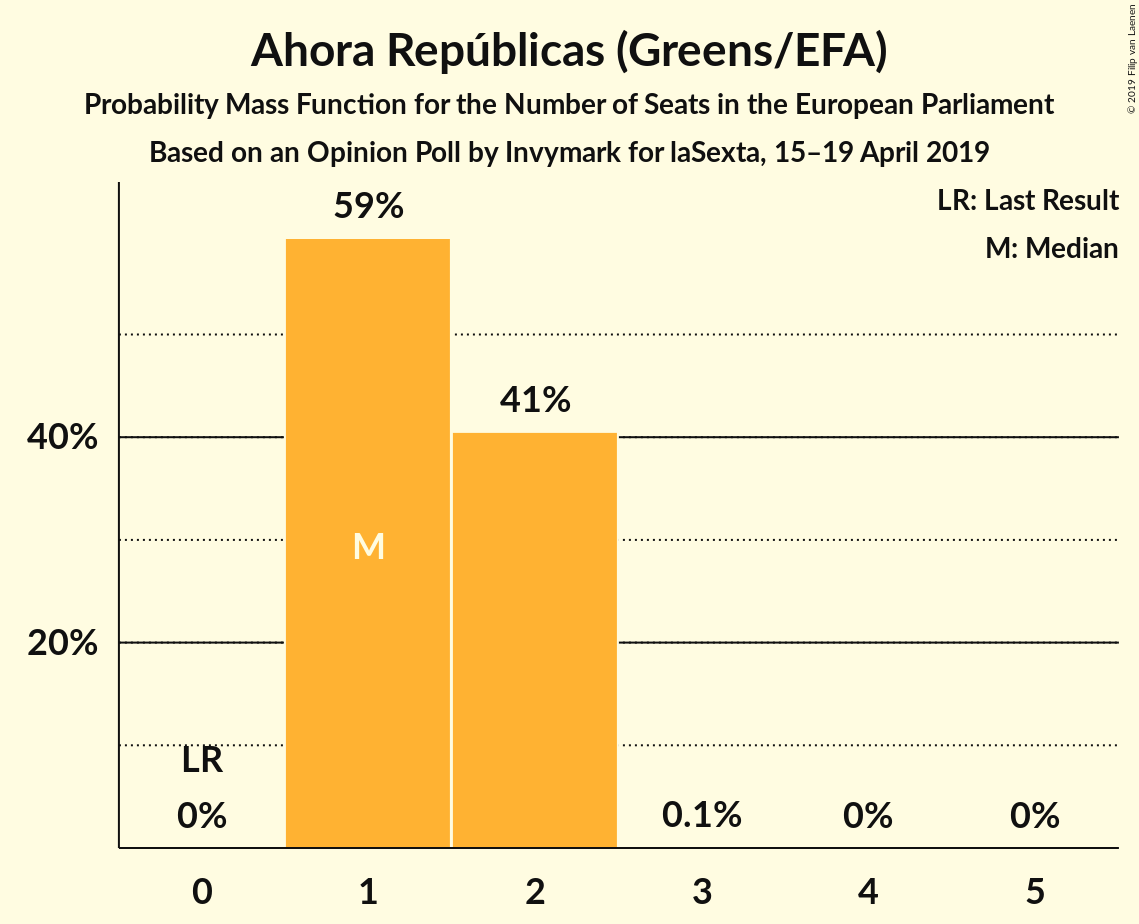 Ahora Repúblicas (Greens/EFA)
Probability Mass Function for the Number of Seats in the European Parliament
Based on an Opinion Poll by Invymark for laSexta, 15–19 April 2019
© 2019 Filip van Laenen
LR: Last Result
M: Median
59%
41%
40%
M
20%
LR
0%
0.1%
0%
0%
0
1
2
3
4
5